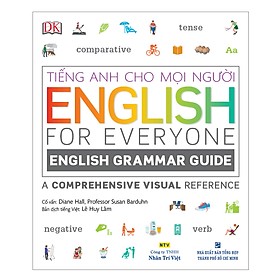 DK
tense
comparative
Aa
TIẾNG ANH CHO MỌI NGƯỜI
ENGLISH
FOR EVERYONE
ENGLISH GRAMMAR GUIDE
A COMPREHENSIVE VISUAL REFERENCE
Cố vấn: Diane Hall, Professor Susan Barduhn
Bản dịch tiếng Việt: Lê Huy Lâm
negative
verb
NTV
Công ty TNHH
Nhân Trí Việt
NHÀ XUẤT BẢN TỔNG HỢP
THÀNH PHỐ HỒ CHÍ MINH